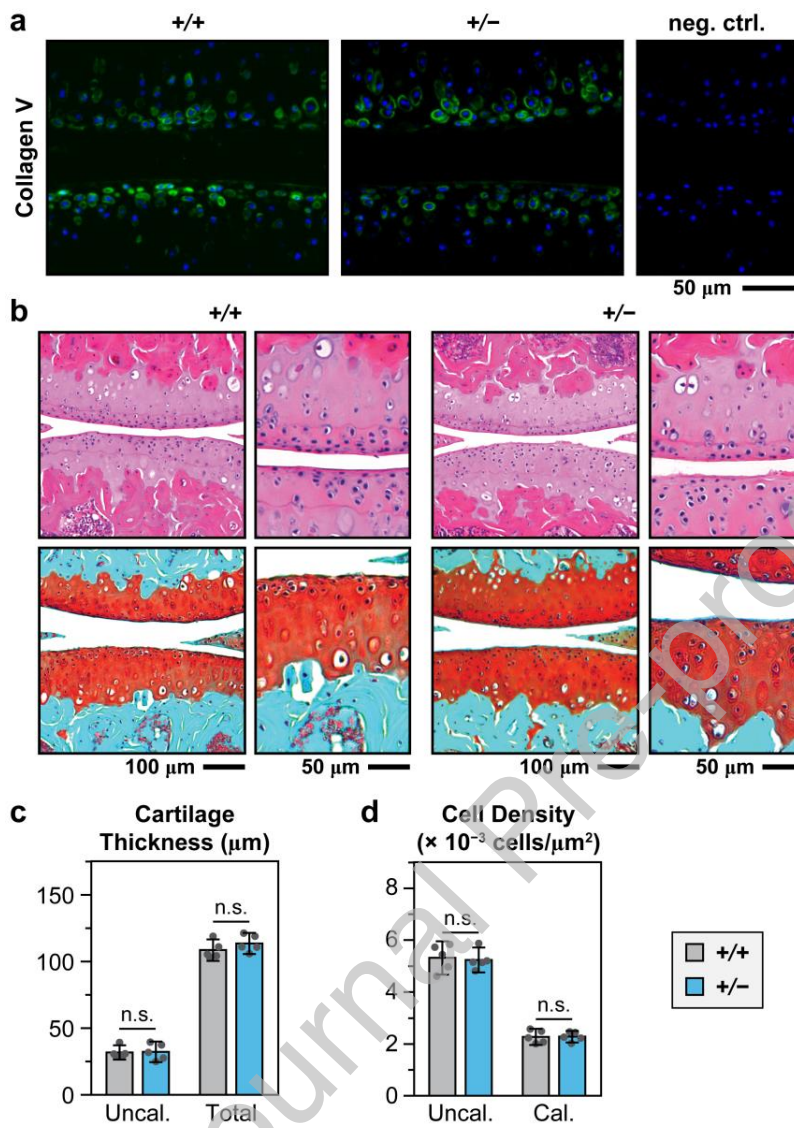 a
+/+
+/−
neg. ctrl.
Collagen V
50 μm
b
+/+
+/−
100 μm
50 μm
100 μm
50 μm
c
Cartilage
Thickness (μm)
150
100
50
0
n.s.
n.s.
Uncal.
Total
d
Cell Density
(× 10⁻³ cells/μm²)
8
6
4
2
0
n.s.
n.s.
Uncal.
Cal.
+/+
+/−
Journal Pre-pro